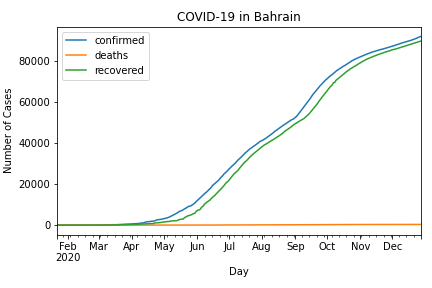 COVID-19 in Bahrain
confirmed
deaths
recovered
80000
60000
40000
20000
0
Number of Cases
Feb Mar Apr May Jun Jul Aug Sep Oct Nov Dec
2020
Day